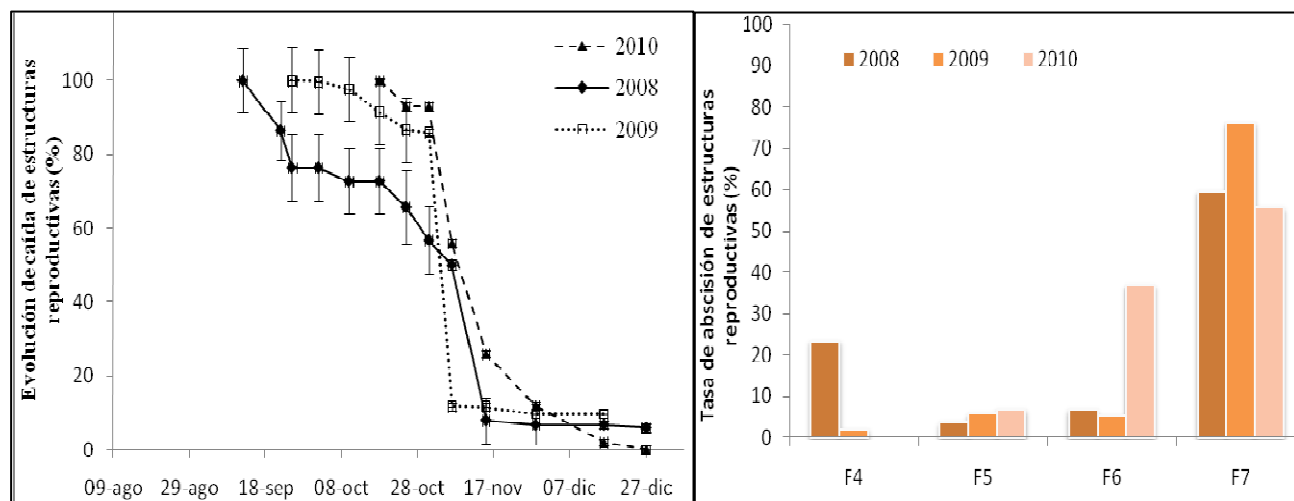 Evolución de caída de estructuras
reproductivas (%)
100
80
60
40
20
0
2010
2008
2009
09-ago 29-ago 18-sep 08-oct 28-oct 17-nov 07-dic 27-dic
Tasa de abscisión de estructuras
reproductivas (%)
100
90
80
70
60
50
40
30
20
10
0
2008 2009 2010
F4 F5 F6 F7